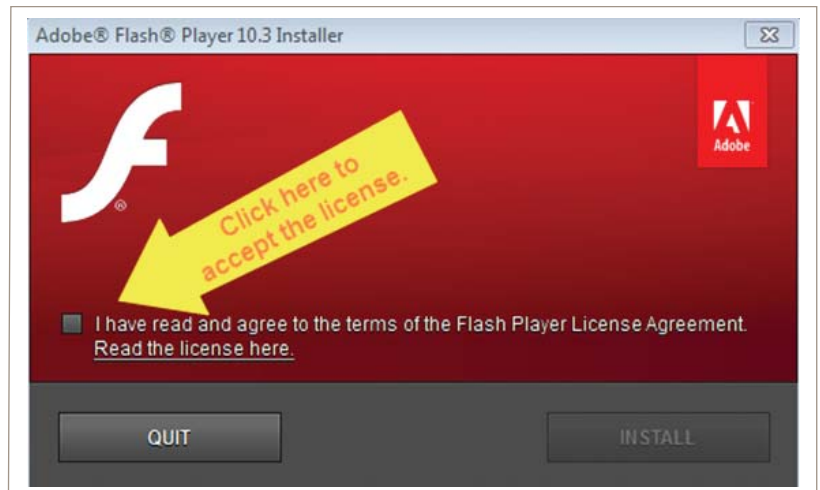 Adobe® Flash® Player 10.3 Installer
Adobe
®
Click here to
accept the license.
I have read and agree to the terms of the Flash Player License Agreement.
Read the license here.
QUIT
INSTALL